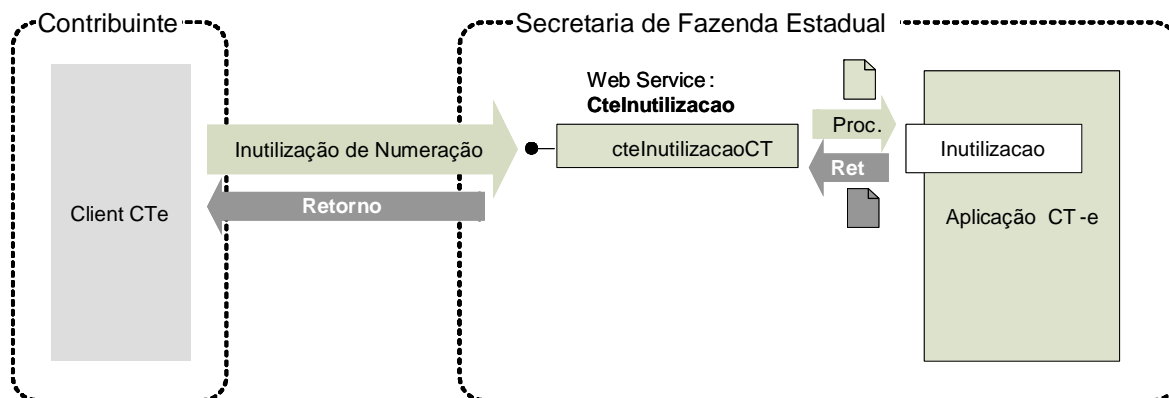 Contribuinte
Secretaria de Fazenda Estadual
Web Service :
CteInutilizacao
Proc.
Inutilização de Numeração
cteInutilizacaoCT
Inutilizacao
Ret
Retorno
Client CTe
Aplicação CT -e